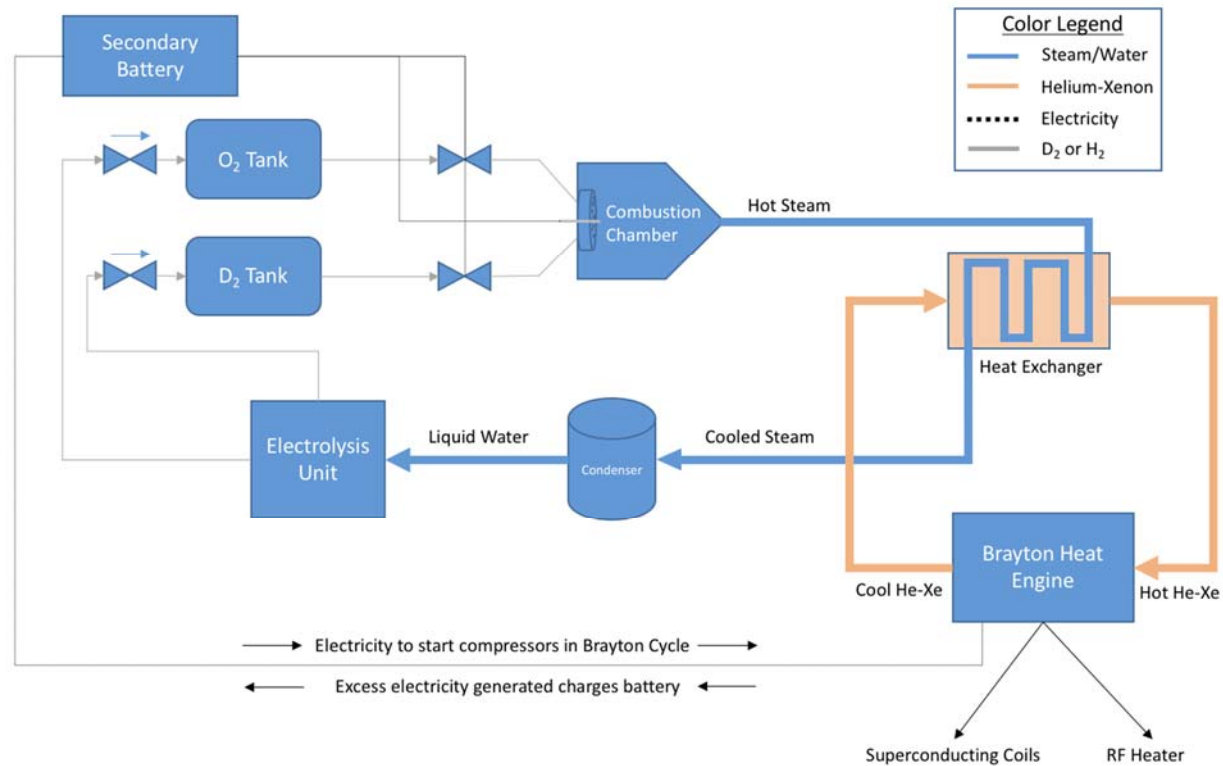 Secondary
Battery
Color Legend
Steam/Water
Helium-Xenon
Electricity
D₂ or H₂
O₂ Tank
D₂ Tank
Combustion
Chamber
Hot Steam
Heat Exchanger
Electrolysis
Unit
Liquid Water
Condenser
Cooled Steam
Brayton Heat
Engine
Cool He-Xe
Hot He-Xe
Electricity to start compressors in Brayton Cycle
Excess electricity generated charges battery
Superconducting Coils
RF Heater